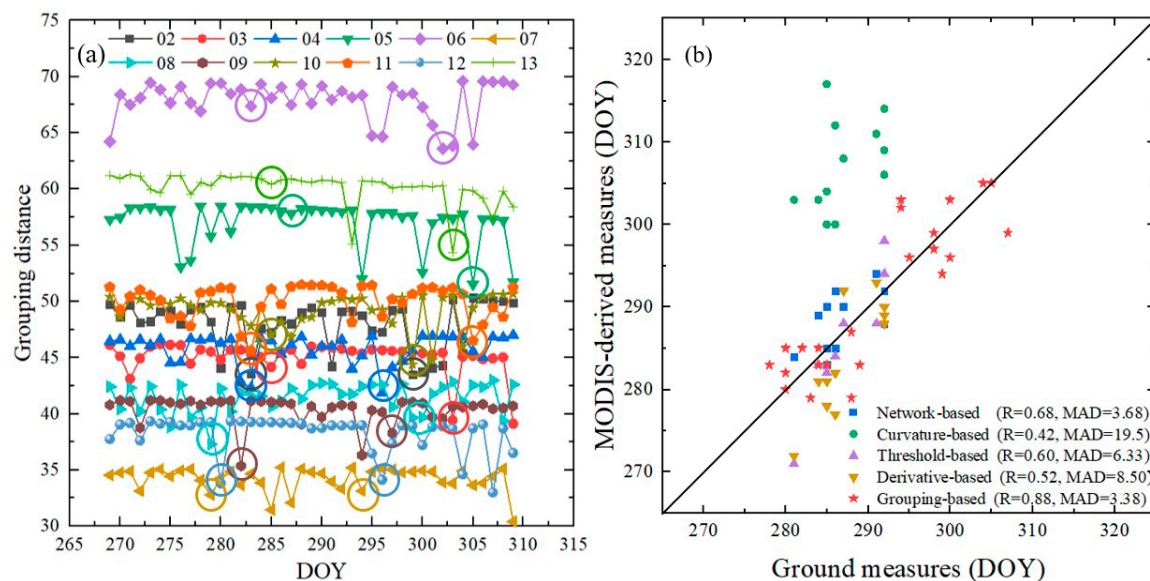 (a)
02 03 04 05 06 07
08 09 10 11 12 13
75
70
65
60
55
50
45
40
35
30
265 270 275 280 285 290 295 300 305 310 315
Grouping distance
DOY
(b)
320
310
300
290
280
270
270 280 290 300 310 320
MODIS-derived measures (DOY)
Ground measures (DOY)
Network-based (R=0.68, MAD=3.68)
Curvature-based (R=0.42, MAD=19.5)
Threshold-based (R=0.60, MAD=6.33)
Derivative-based (R=0.52, MAD=8.50)
Grouping-based (R=0.88, MAD=3.38)